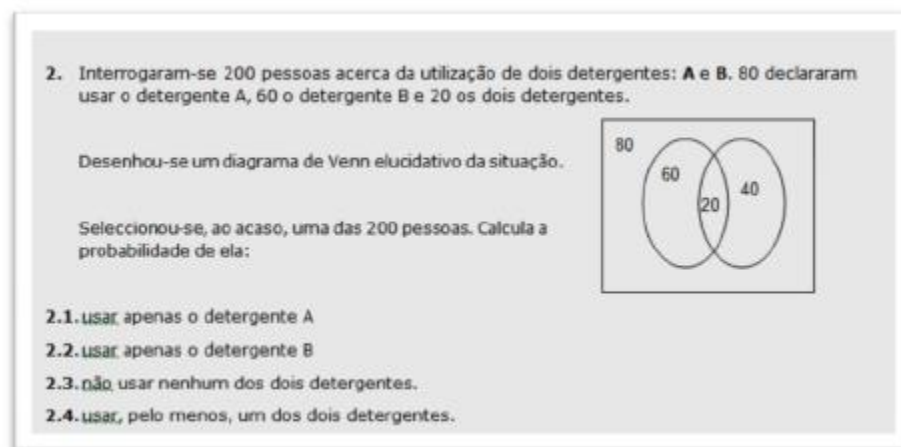 2. Interrogaram-se 200 pessoas acerca da utilização de dois detergentes: A e B. 80 declararam
usar o detergente A, 60 o detergente B e 20 os dois detergentes.
Desenhou-se um diagrama de Venn elucidativo da situação.
80
60
20
40
Seleccionou-se, ao acaso, uma das 200 pessoas. Calcula a
probabilidade de ela:
2.1. usar apenas o detergente A
2.2. usar apenas o detergente B
2.3. não usar nenhum dos dois detergentes.
2.4. usar, pelo menos, um dos dois detergentes.